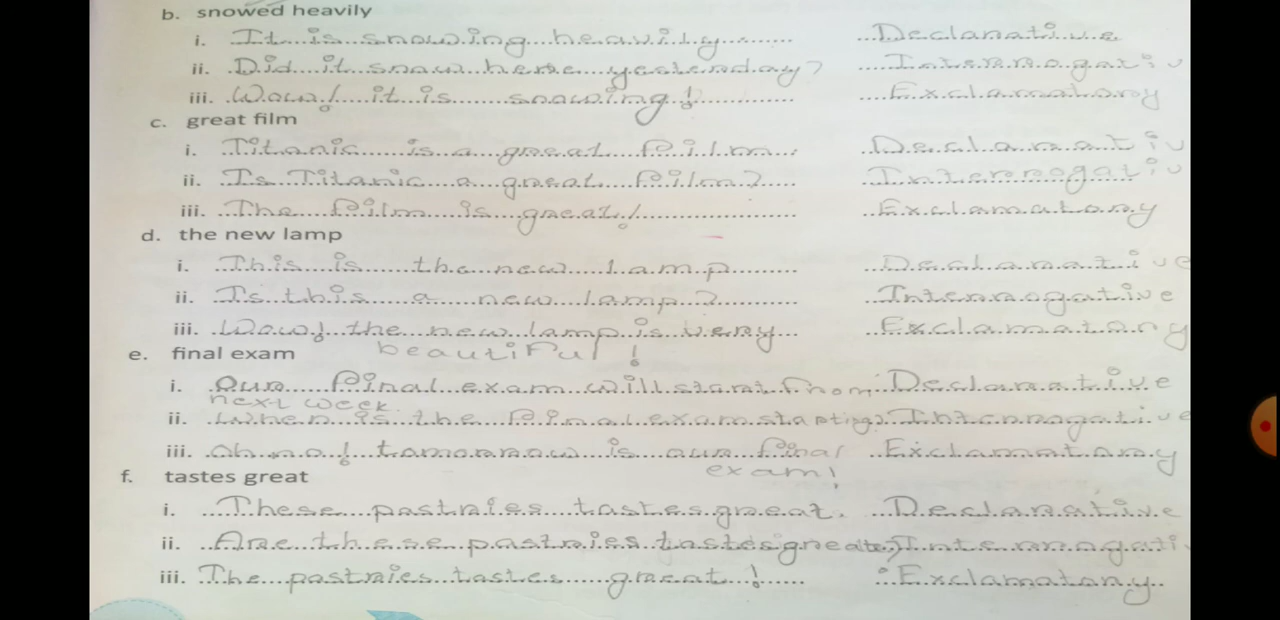 b. snowed heavily
i. It is snowing heavily Declarative
ii. Did it snow here yesterday? Interrogativ
iii. Wow! it is snowing! Exclamatory
c. great film
i. Titanic is a great film. Declarativ
ii. Is Titanic a great film? Interrogativ
iii. The film is great! Exclamatory
d. the new lamp
i. This is the new lamp Declarative
ii. Is this a new lamp? Interrogative
iii. Wow! the new lamp is very Exclamatory
beautiful!
e. final exam
i. Our final exam will start from Declarative
next week
ii. When is the final exam starting? Interrogative
iii. Oh no! tomorrow is our final Exclamatory
exam!
f. tastes great
i. These pastries tastes great. Declarative
ii. Are these pastries tastes Interrogati
iii. The pastries tastes great! Exclamatory